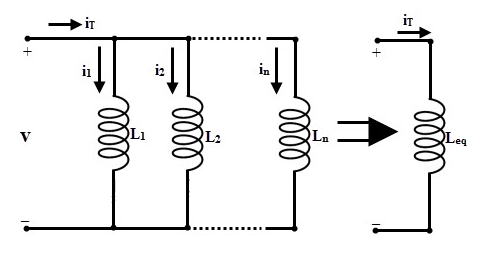 iT
iT
+
+
i1
i2
in
v
L1
L2
Ln
Leq
–
–